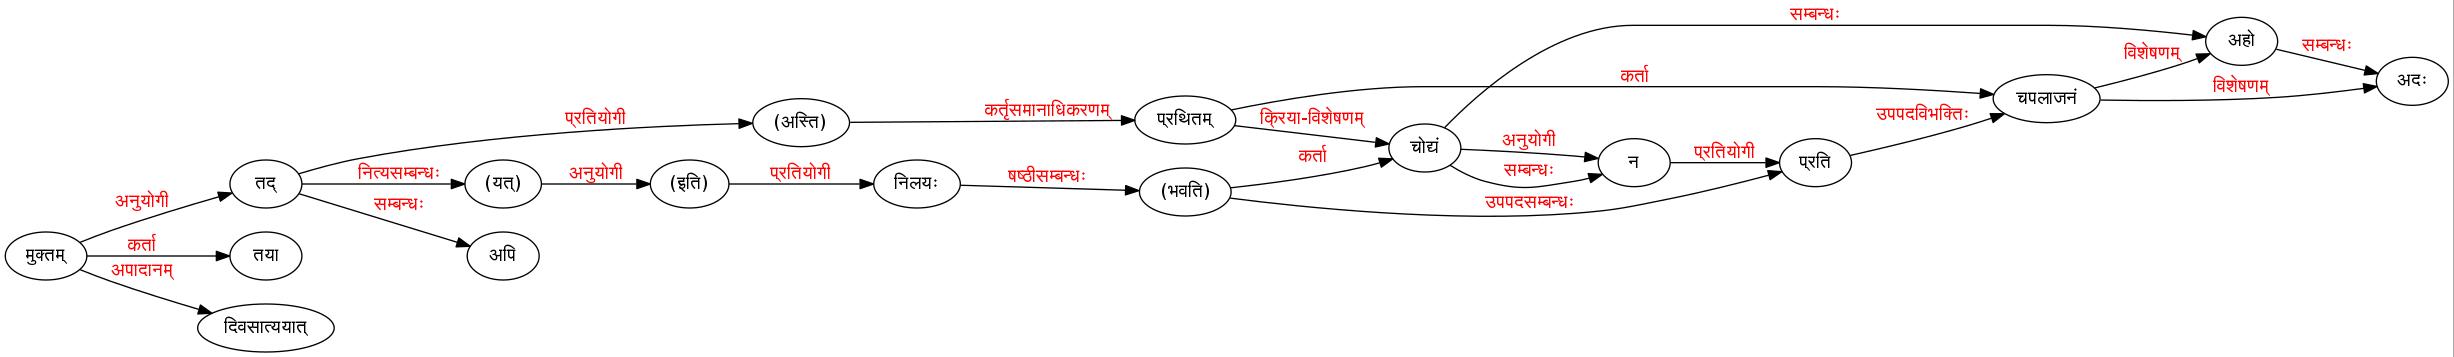 सम्बन्धः
अहो
विशेषणम्
सम्बन्धः
कर्ता
अदः
विशेषणम्
चपलाजनं
प्रतियोगी
(अस्ति)
कर्तृसमानाधिकरणम्
प्रथितम्
क्रिया-विशेषणम्
उपपदविभक्तिः
चोद्यं
अनुयोगी
न
प्रतियोगी
प्रति
कर्ता
सम्बन्धः
तद्
नित्यसम्बन्धः
(यत्)
अनुयोगी
(इति)
प्रतियोगी
निलयः
षष्ठीसम्बन्धः
(भवति)
उपपदसम्बन्धः
अनुयोगी
सम्बन्धः
मुक्तम्
कर्ता
तया
अपि
अपादानम्
दिवसात्ययात्